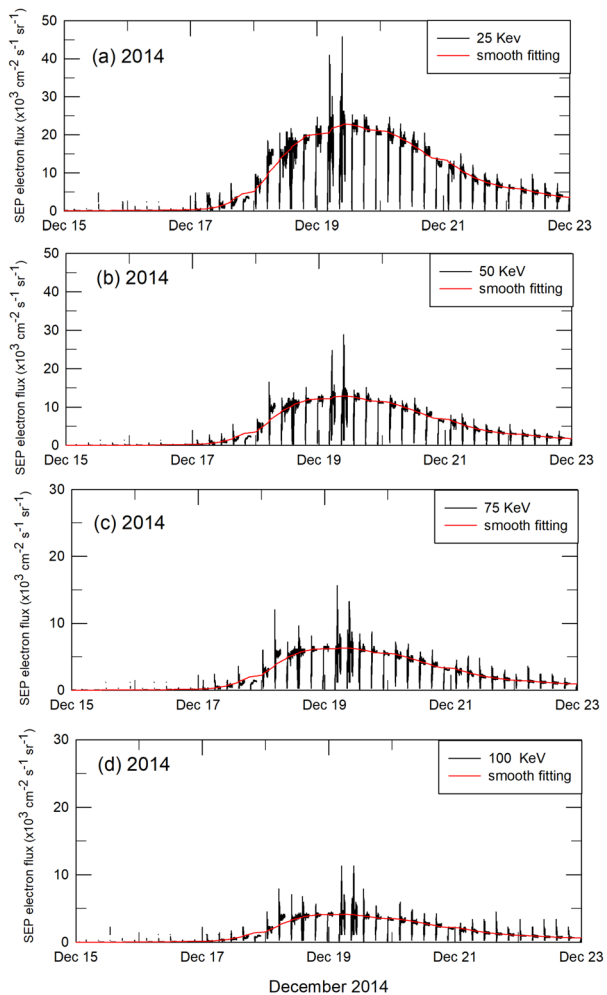 50
40
30
20
10
0
SEP electron flux (x10³ cm⁻² s⁻¹ sr⁻¹)
(a) 2014
25 Kev
smooth fitting
Dec 15 Dec 17 Dec 19 Dec 21 Dec 23
50
40
30
20
10
0
SEP electron flux (x10³ cm⁻² s⁻¹ sr⁻¹)
(b) 2014
50 KeV
smooth fitting
Dec 15 Dec 17 Dec 19 Dec 21 Dec 23
30
20
10
0
SEP electron flux (x10³ cm⁻² s⁻¹ sr⁻¹)
(c) 2014
75 KeV
smooth fitting
Dec 15 Dec 17 Dec 19 Dec 21 Dec 23
30
20
10
0
SEP electron flux (x10³ cm⁻² s⁻¹ sr⁻¹)
(d) 2014
100 KeV
smooth fitting
Dec 15 Dec 17 Dec 19 Dec 21 Dec 23
December 2014